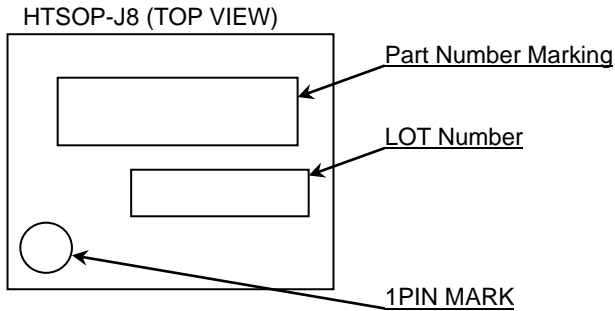 HTSOP-J8 (TOP VIEW)
Part Number Marking
LOT Number
1PIN MARK